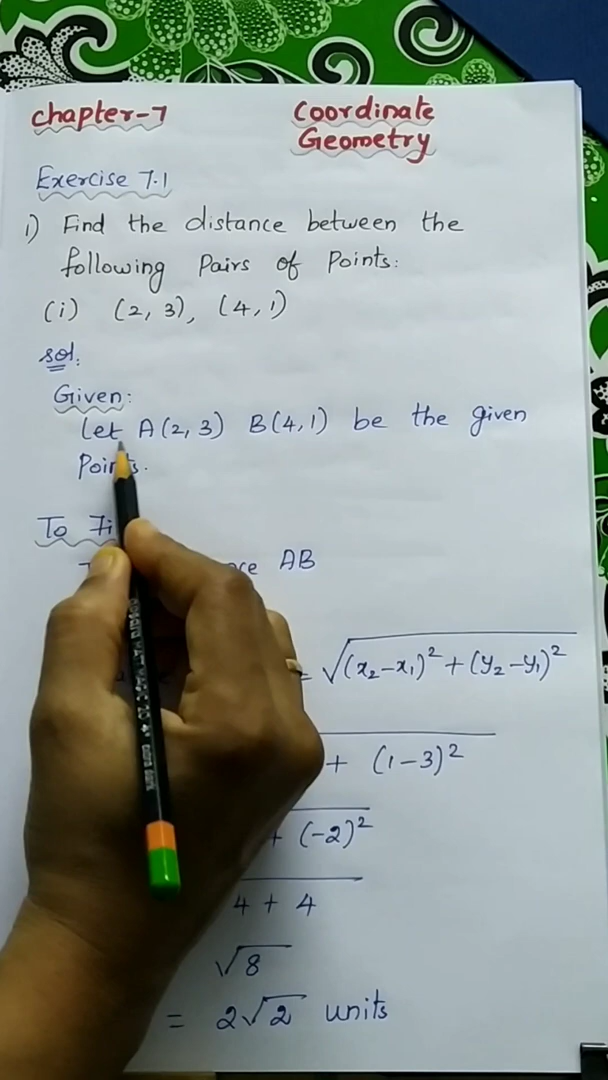 Chapter-7
Coordinate
Geometry
Exercise 7.1
1) Find the distance between the
following Pairs of Points:
(i) (2, 3), (4, 1)
sol.
Given:
Let A(2, 3) B(4, 1) be the given
To
AB
= √(x₂-x₁)² + (y₂-y₁)²
+ (1-3)²
+ (-2)²
4 + 4
√8
= 2√2 units